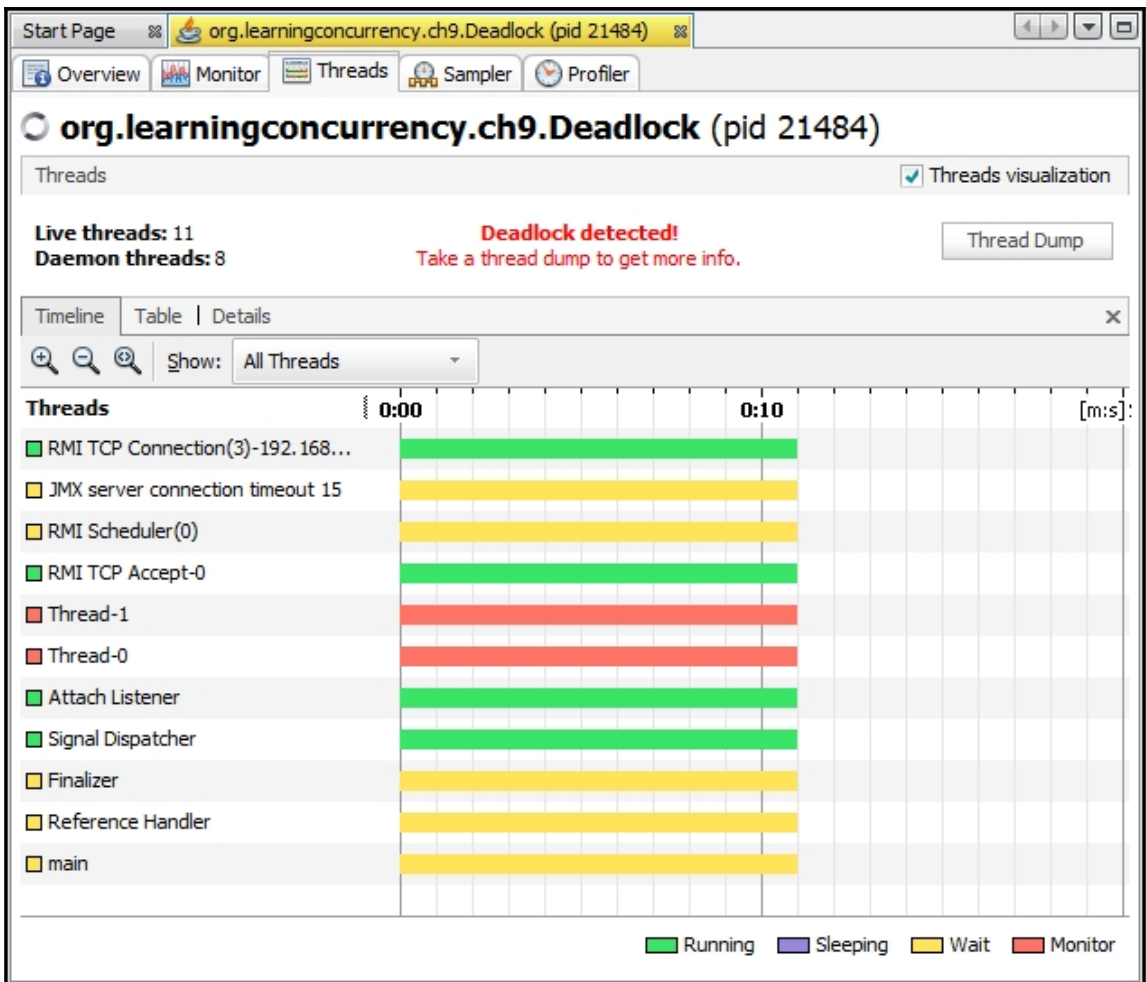 Start Page org.learningconcurrency.ch9.Deadlock (pid 21484)
Overview Monitor Threads Sampler Profiler
org.learningconcurrency.ch9.Deadlock (pid 21484)
Threads Threads visualization
Live threads: 11 Deadlock detected! Thread Dump
Daemon threads: 8 Take a thread dump to get more info.
Timeline Table | Details
Show: All Threads
Threads 0:00 0:10 [m:s]
RMI TCP Connection(3)-192.168...
JMX server connection timeout 15
RMI Scheduler(0)
RMI TCP Accept-0
Thread-1
Thread-0
Attach Listener
Signal Dispatcher
Finalizer
Reference Handler
main
Running Sleeping Wait Monitor